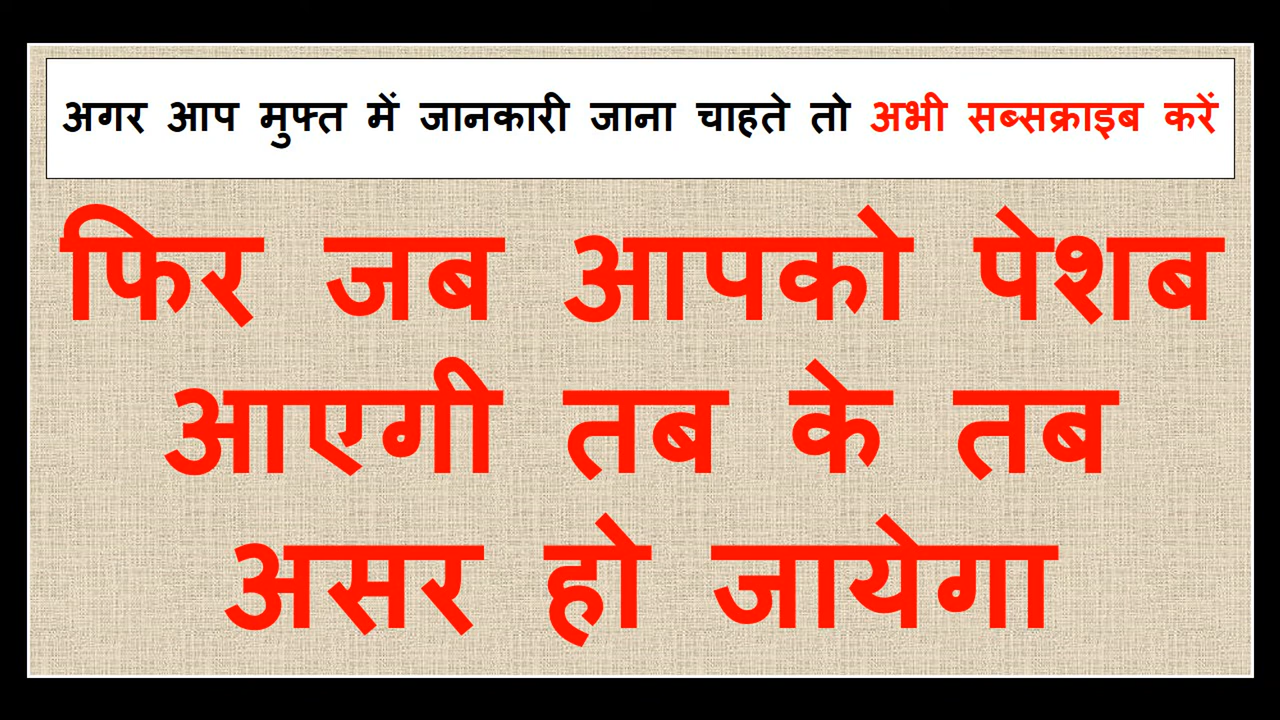 अगर आप मुफ्त में जानकारी जाना चाहते तो अभी सब्सक्राइब करें
फिर जब आपको पेशब
आएगी तब के तब
असर हो जायेगा